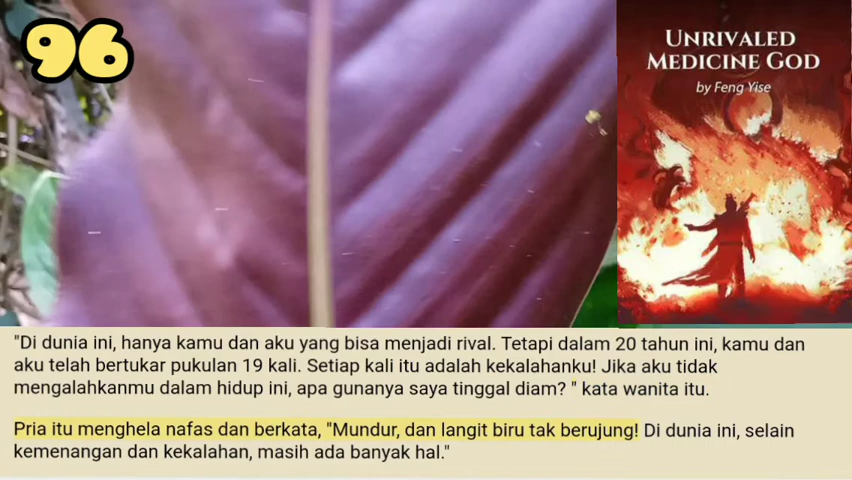 96
UNRIVALED
MEDICINE GOD
by Feng Yise
"Di dunia ini, hanya kamu dan aku yang bisa menjadi rival. Tetapi dalam 20 tahun ini, kamu dan
aku telah bertukar pukulan 19 kali. Setiap kali itu adalah kekalahanku! Jika aku tidak
mengalahkanmu dalam hidup ini, apa gunanya saya tinggal diam? " kata wanita itu.
Pria itu menghela nafas dan berkata, "Mundur, dan langit biru tak berujung! Di dunia ini, selain
kemenangan dan kekalahan, masih ada banyak hal."